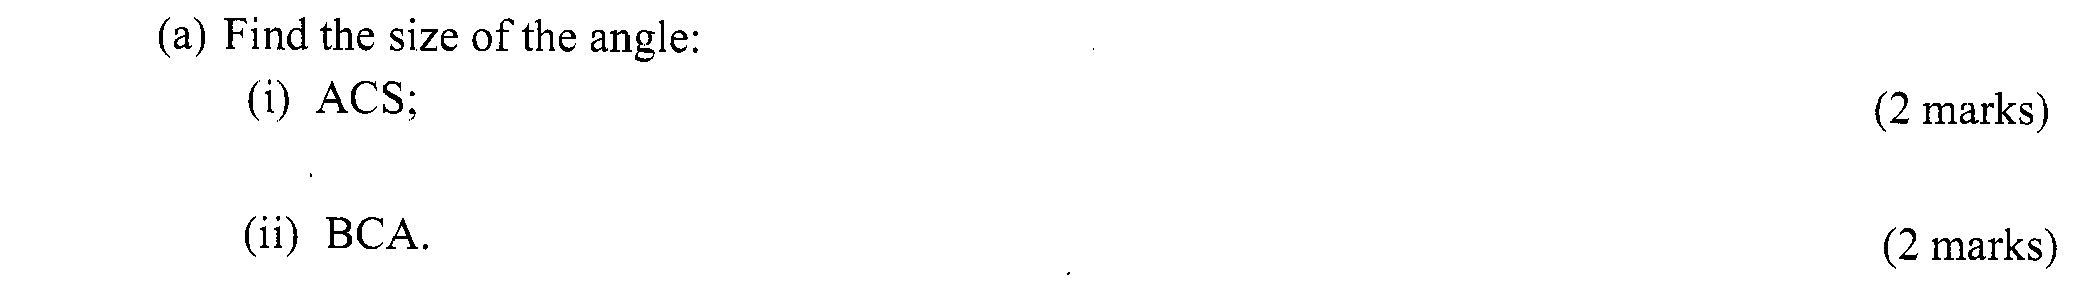 (a) Find the size of the angle:
(i) ACS; (2 marks)
(ii) BCA. (2 marks)